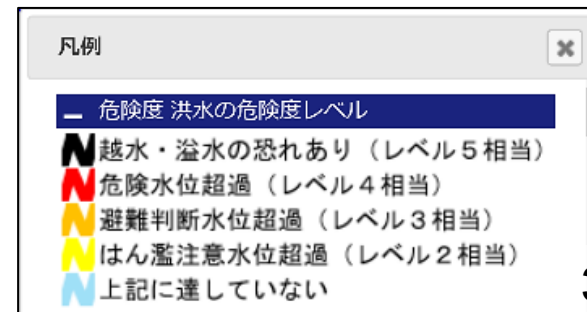 凡例
危険度 洪水の危険度レベル
越水・溢水の恐れあり（レベル５相当）
危険水位超過（レベル４相当）
避難判断水位超過（レベル３相当）
はん濫注意水位超過（レベル２相当）
上記に達していない